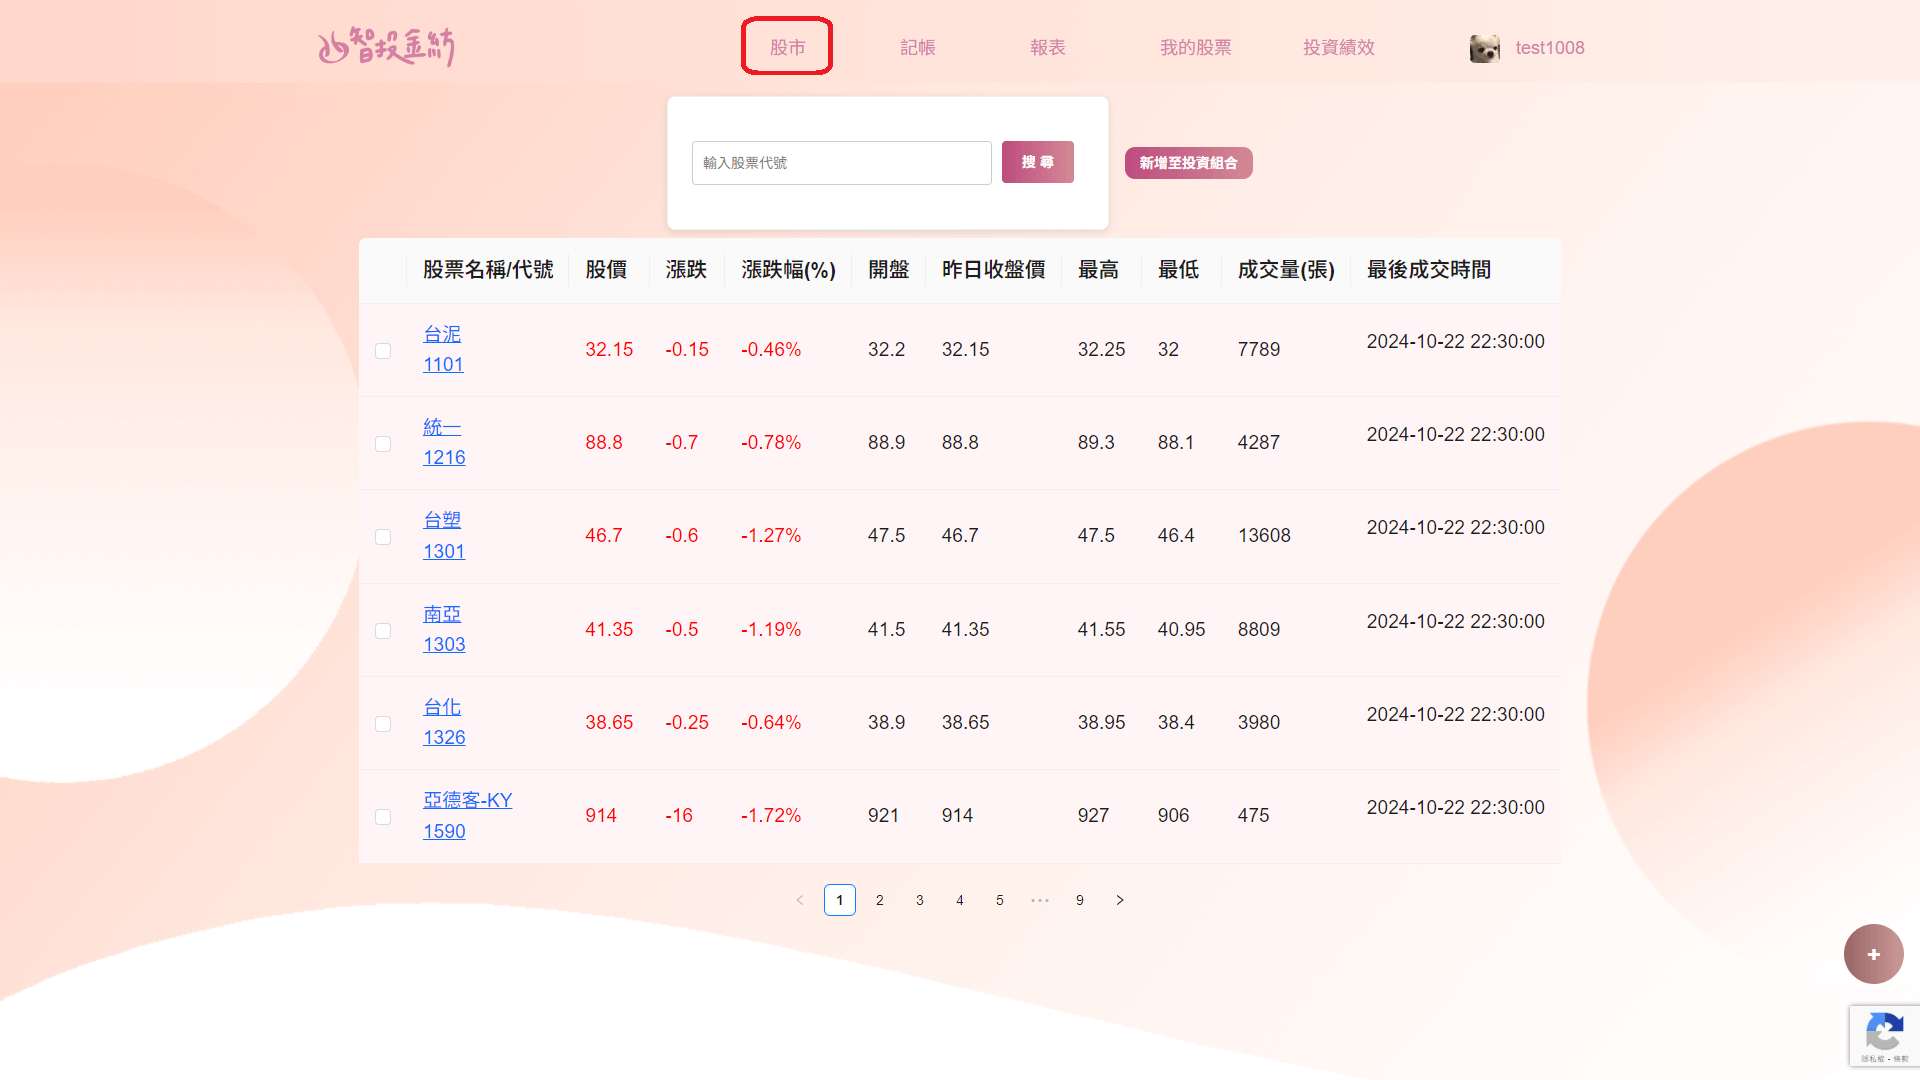 智投金紡
股市
記帳
報表
我的股票
投資績效
test1008
輸入股票代號
搜尋
新增至投資組合
股票名稱/代號 股價 漲跌 漲跌幅(%) 開盤 昨日收盤價 最高 最低 成交量(張) 最後成交時間
台泥
1101
32.15 -0.15 -0.46% 32.2 32.15 32.25 32 7789 2024-10-22 22:30:00
統一
1216
88.8 -0.7 -0.78% 88.9 88.8 89.3 88.1 4287 2024-10-22 22:30:00
台塑
1301
46.7 -0.6 -1.27% 47.5 46.7 47.5 46.4 13608 2024-10-22 22:30:00
南亞
1303
41.35 -0.5 -1.19% 41.5 41.35 41.55 40.95 8809 2024-10-22 22:30:00
台化
1326
38.65 -0.25 -0.64% 38.9 38.65 38.95 38.4 3980 2024-10-22 22:30:00
亞德客-KY
1590
914 -16 -1.72% 921 914 927 906 475 2024-10-22 22:30:00
< 1 2 3 4 5 ••• 9 >
+
隱私權 - 條款